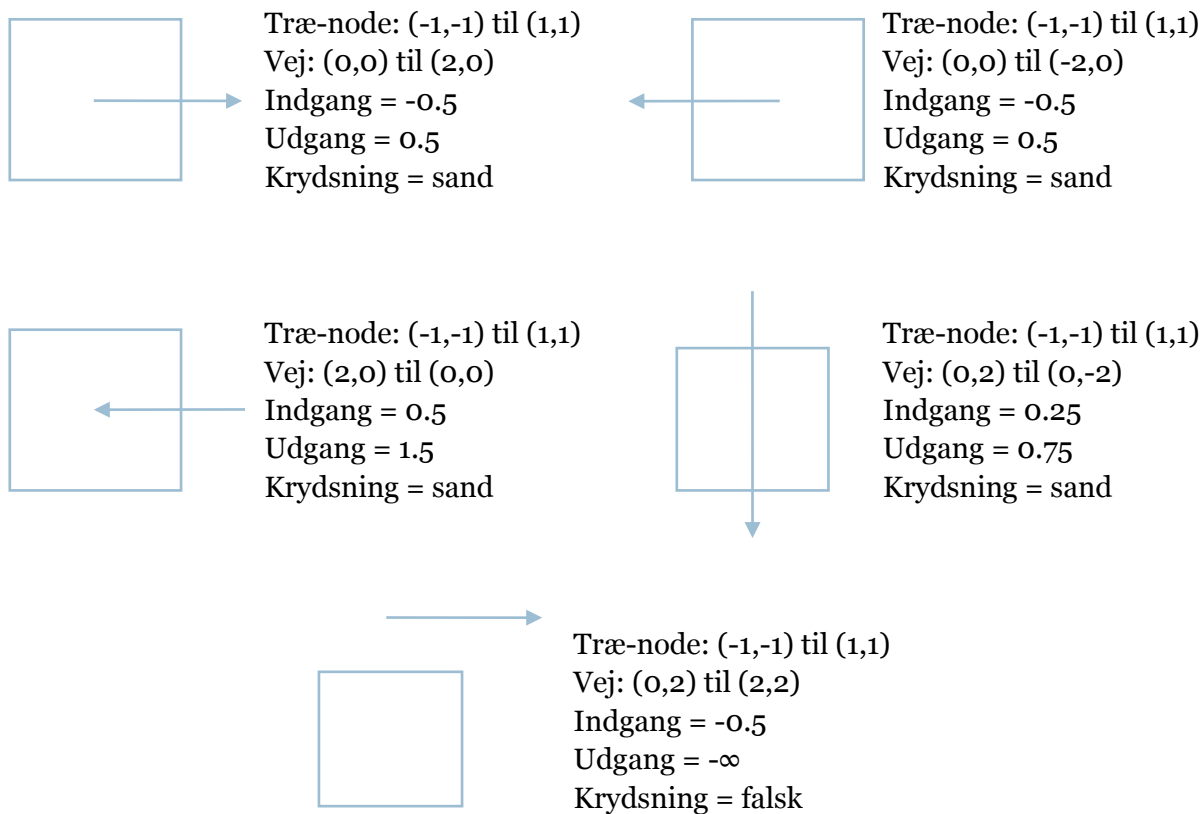 Træ-node: (-1,-1) til (1,1)
Vej: (0,0) til (2,0)
Indgang = -0.5
Udgang = 0.5
Krydsning = sand
Træ-node: (-1,-1) til (1,1)
Vej: (0,0) til (-2,0)
Indgang = -0.5
Udgang = 0.5
Krydsning = sand
Træ-node: (-1,-1) til (1,1)
Vej: (2,0) til (0,0)
Indgang = 0.5
Udgang = 1.5
Krydsning = sand
Træ-node: (-1,-1) til (1,1)
Vej: (0,2) til (0,-2)
Indgang = 0.25
Udgang = 0.75
Krydsning = sand
Træ-node: (-1,-1) til (1,1)
Vej: (0,2) til (2,2)
Indgang = -0.5
Udgang = -∞
Krydsning = falsk